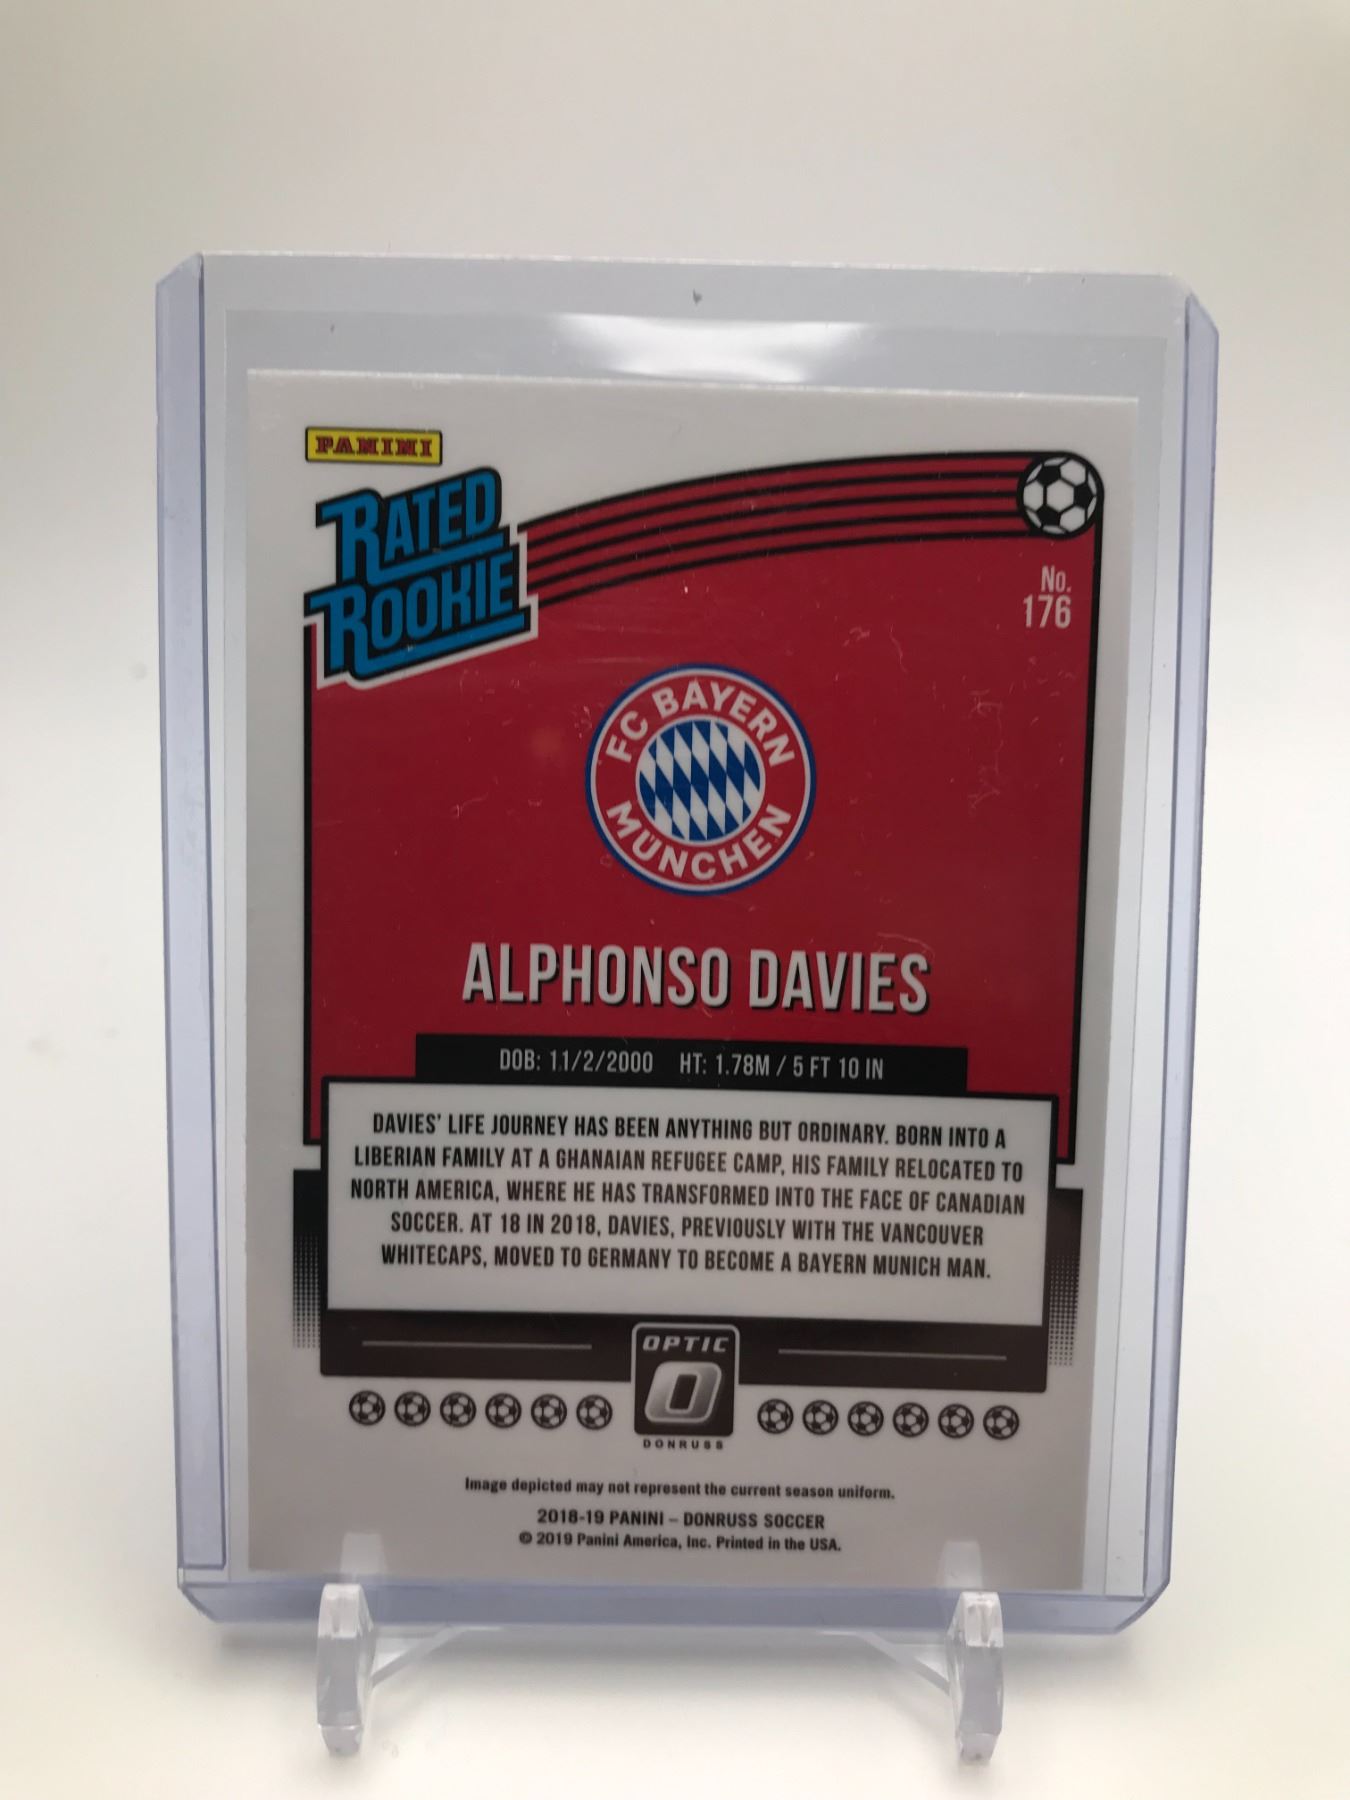 PANINI
RATED
ROOKIE
No.
176
FC BAYERN
MÜNCHEN
ALPHONSO DAVIES
DOB: 11/2/2000 HT: 1.78M / 5 FT 10 IN
DAVIES' LIFE JOURNEY HAS BEEN ANYTHING BUT ORDINARY. BORN INTO A
LIBERIAN FAMILY AT A GHANAIAN REFUGEE CAMP, HIS FAMILY RELOCATED TO
NORTH AMERICA, WHERE HE HAS TRANSFORMED INTO THE FACE OF CANADIAN
SOCCER. AT 18 IN 2018, DAVIES, PREVIOUSLY WITH THE VANCOUVER
WHITECAPS, MOVED TO GERMANY TO BECOME A BAYERN MUNICH MAN.
OPTIC
O
DONRUSS
Image depicted may not represent the current season uniform.
2018-19 PANINI – DONRUSS SOCCER
© 2019 Panini America, Inc. Printed in the USA.